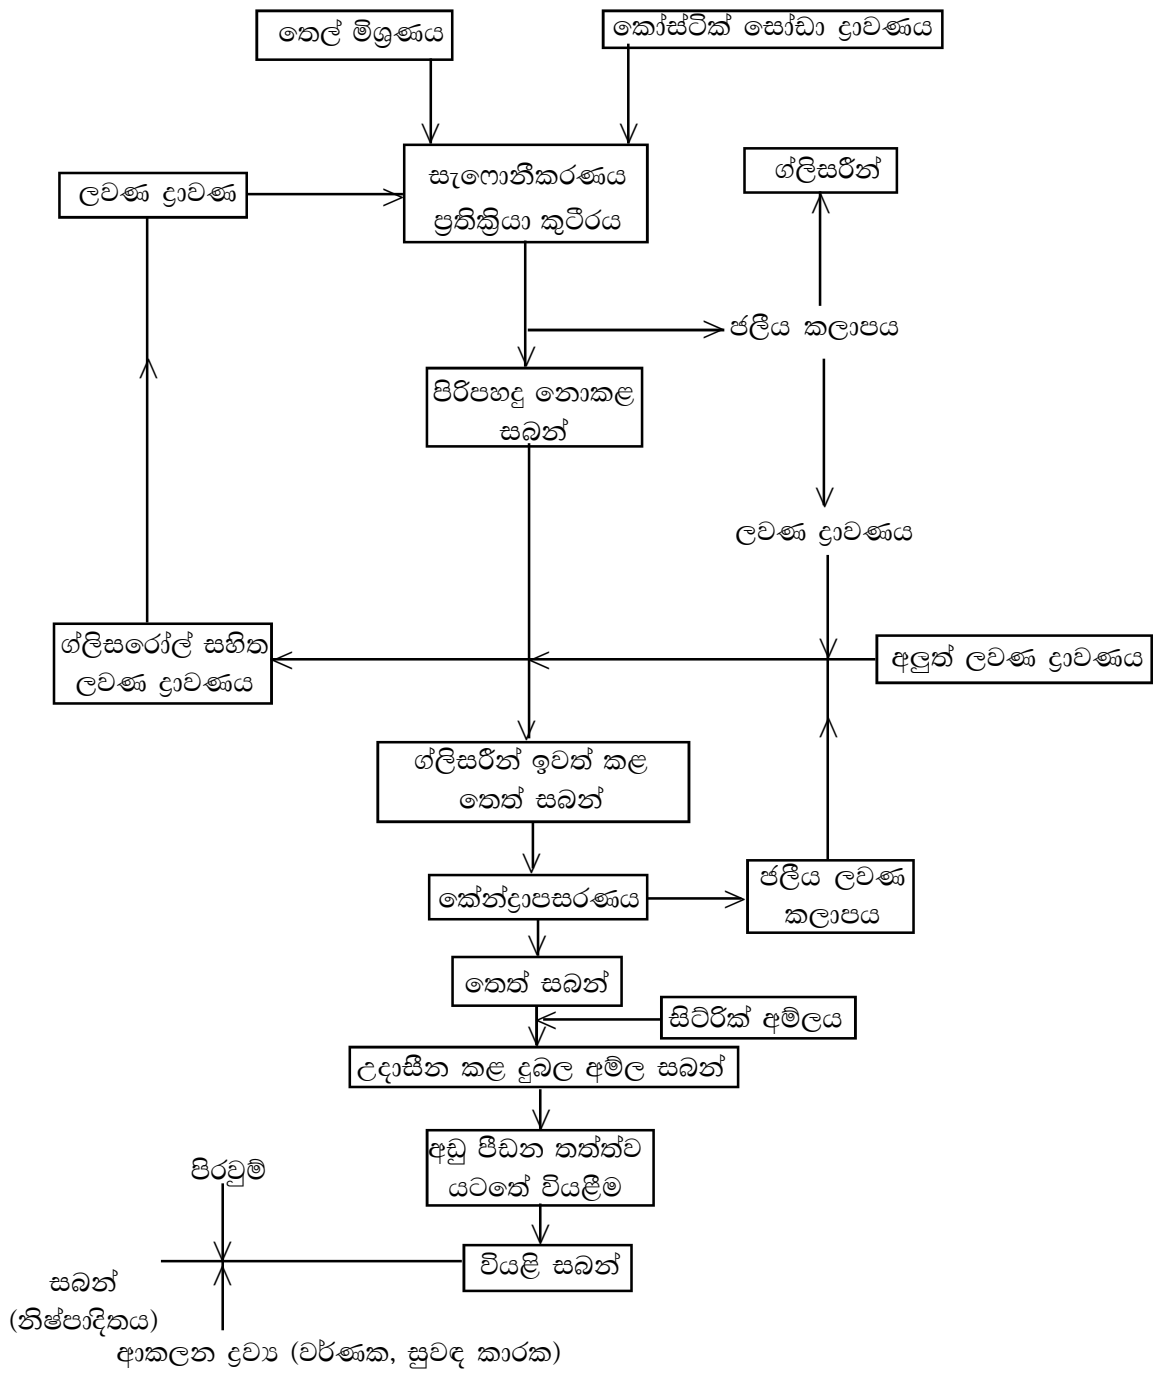 තෙල් මිශ්‍රණය
කෝස්ටික් සෝඩා ද්‍රාවණය
සැෆොනීකරණය
ප්‍රතික්‍රියා කුටීරය
ග්ලිසරීන්
ලවණ ද්‍රාවණ
ජලීය කලාපය
පිරිපහදු නොකළ
සබන්
ලවණ ද්‍රාවණය
ග්ලිසරෝල් සහිත
ලවණ ද්‍රාවණය
අලුත් ලවණ ද්‍රාවණය
ග්ලිසරීන් ඉවත් කළ
තෙත් සබන්
කේන්ද්‍රාපසරණය
ජලීය ලවණ
කලාපය
තෙත් සබන්
සිට්රික් අම්ලය
උදාසීන කළ දුබල අම්ල සබන්
අඩු පීඩන තත්ත්ව
යටතේ වියළීම
පිරවුම්
වියළි සබන්
සබන්
(නිෂ්පාදිතය)
ආකලන ද්‍රව්‍ය (වර්ණක, සුවඳ කාරක)